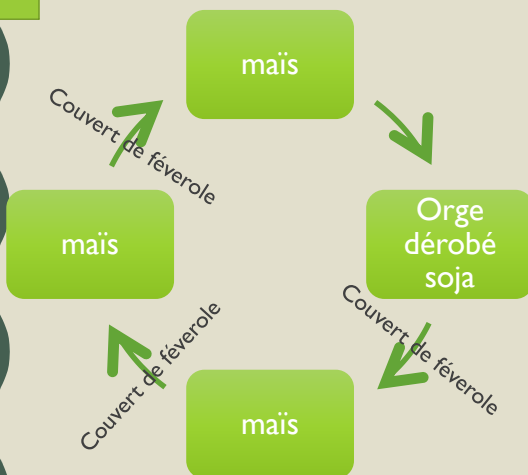 maïs
Couvert de féverole
maïs
Orge
dérobé
soja
Couvert de féverole
Couvert de féverole
maïs